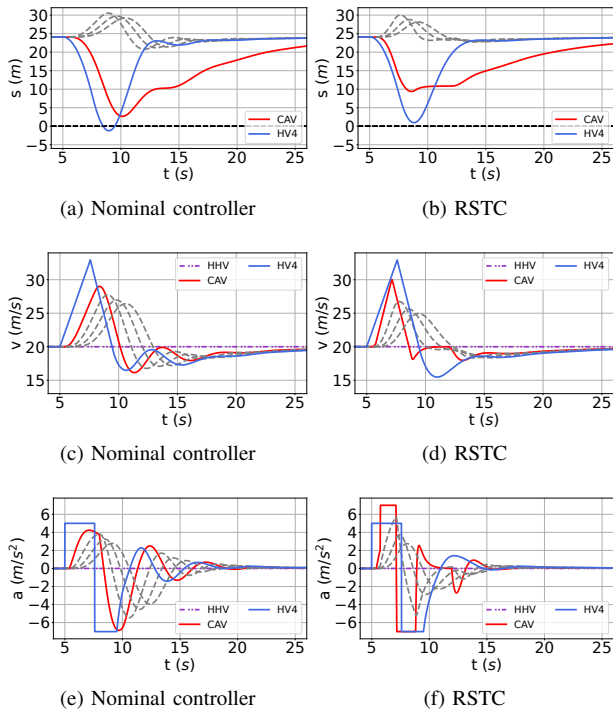 s (m)
30
25
20
15
10
5
0
−5
CAV
HV4
5 10 15 20 25
t (s)
(a) Nominal controller
s (m)
30
25
20
15
10
5
0
−5
CAV
HV4
5 10 15 20 25
t (s)
(b) RSTC
v (m/s)
30
25
20
15
HHV HV4
CAV
5 10 15 20 25
t (s)
(c) Nominal controller
v (m/s)
30
25
20
15
HHV HV4
CAV
5 10 15 20 25
t (s)
(d) RSTC
a (m/s²)
6
4
2
0
−2
−4
−6
HHV HV4
CAV
5 10 15 20 25
t (s)
(e) Nominal controller
a (m/s²)
6
4
2
0
−2
−4
−6
HHV HV4
CAV
5 10 15 20 25
t (s)
(f) RSTC